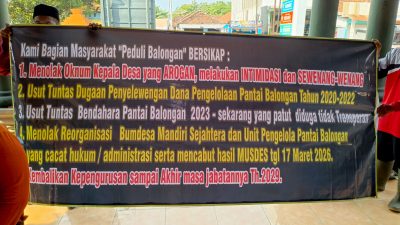 Kami Bagian Masyarakat "Peduli Balongan" BERSIKAP :
1. Menolak Oknum Kepala Desa yang AROGAN, melakukan INTIMIDASI dan SEWENANG-WENANG
2. Usut Tuntas Dugaan Penyelewengan Dana Pengelolaan Pantai Balongan Tahun 2020-2022
3. Usut Tuntas Bendahara Pantai Balongan 2023 - sekarang yang patut diduga tidak Transparan
4. Menolak Reorganisasi Bumdesa Mandiri Sejahtera dan Unit Pengelola Pantai Balongan
yang cacat hukum / administrasi serta mencabut hasil MUSDES tgl 17 Maret 2026.
Kembalikan Kepengurusan sampai Akhir masa jabatannya Th.2029.